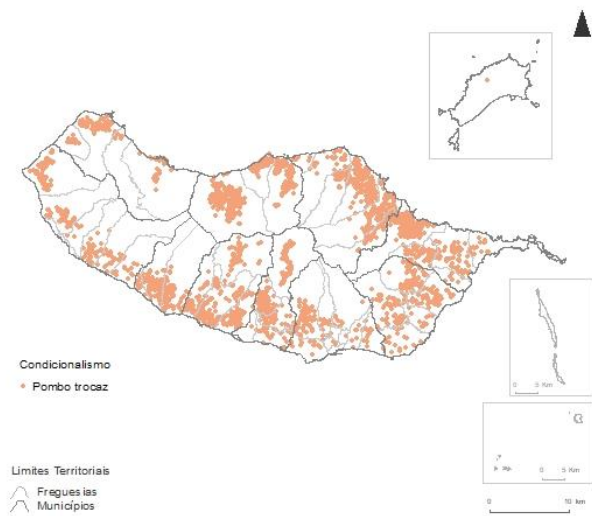 0 5 Km
Condicionalismo
Pombo trocaz
0 5 Km
Limites Territoriais
Freguesias
Municípios
0 10 km